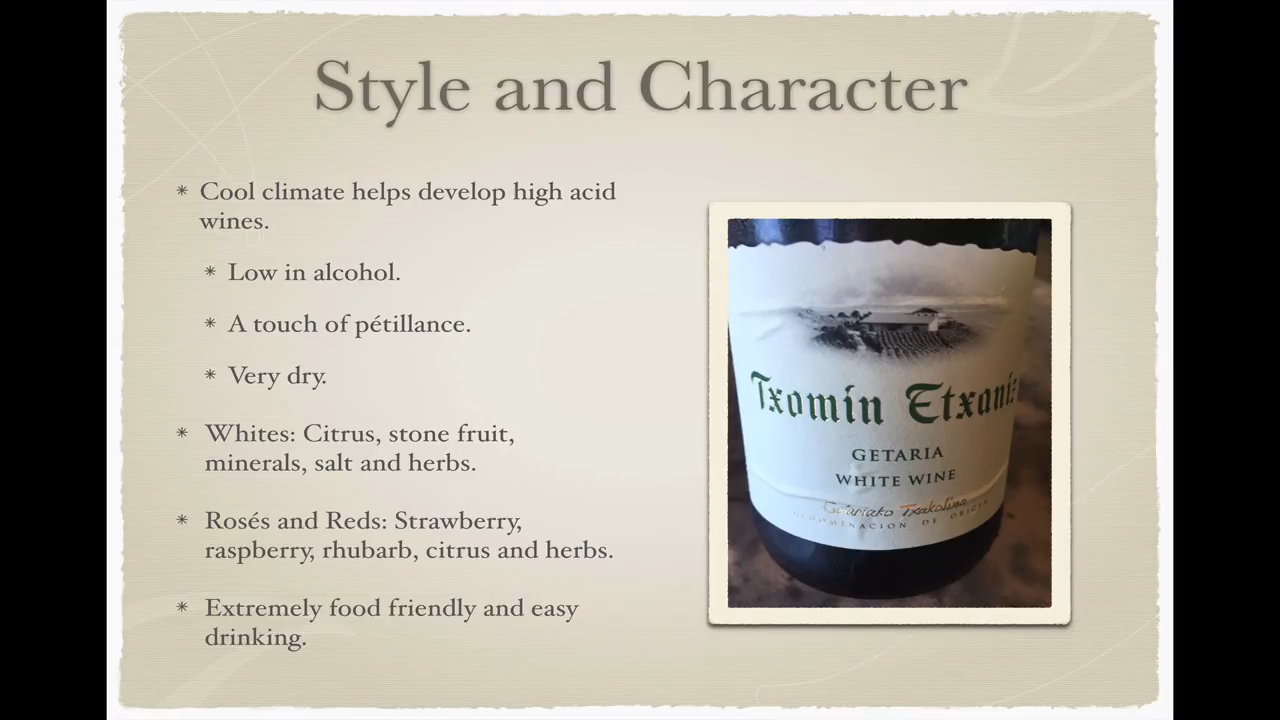 Style and Character
Cool climate helps develop high acid
wines.
Low in alcohol.
A touch of pétillance.
Very dry.
Whites: Citrus, stone fruit,
minerals, salt and herbs.
Rosés and Reds: Strawberry,
raspberry, rhubarb, citrus and herbs.
Extremely food friendly and easy
drinking.
Txomin Etxaniz
GETARIA
WHITE WINE
Getariako Txakolina
DENOMINACION DE ORIGEN